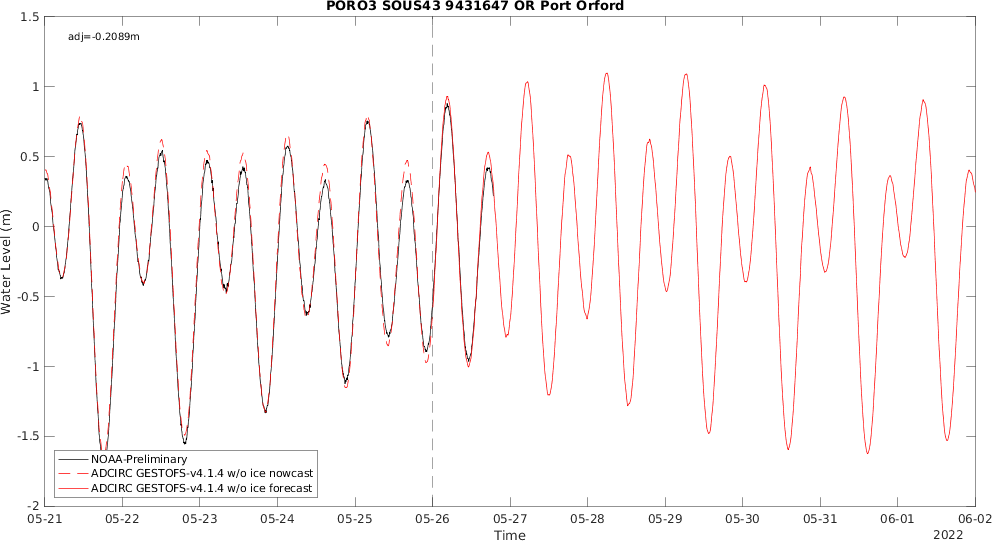 PORO3 SOUS43 9431647 OR Port Orford
adj=-0.2089m
1.5
1
0.5
0
-0.5
-1
-1.5
-2
Water Level (m)
NOAA-Preliminary
ADCIRC GESTOFS-v4.1.4 w/o ice nowcast
ADCIRC GESTOFS-v4.1.4 w/o ice forecast
05-21 05-22 05-23 05-24 05-25 05-26 05-27 05-28 05-29 05-30 05-31 06-01 06-02
Time
2022